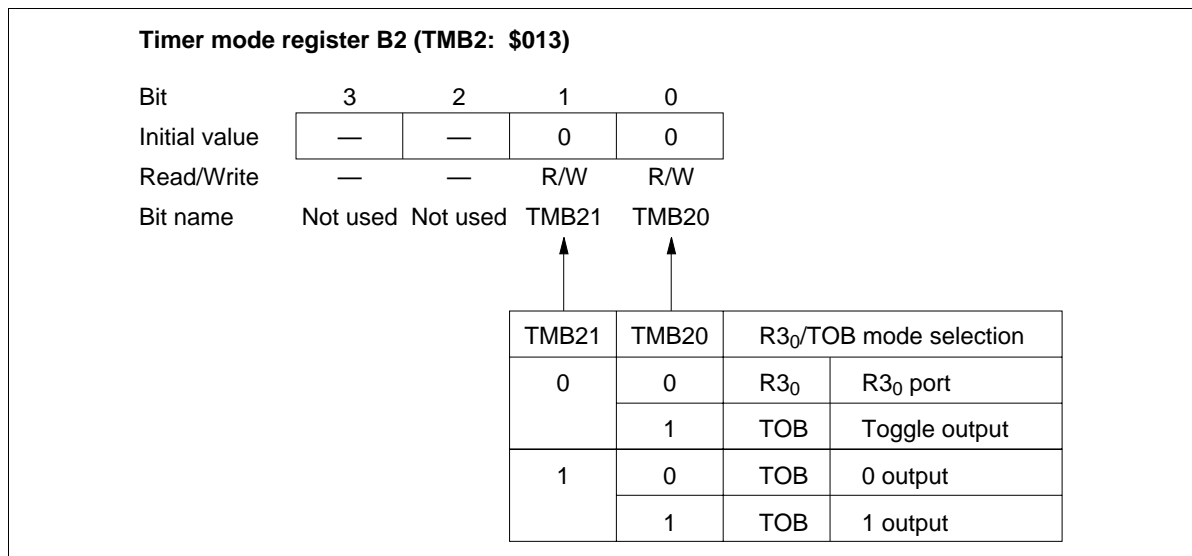 Timer mode register B2 (TMB2: $013)
Bit 3 2 1 0
Initial value — — 0 0
Read/Write — — R/W R/W
Bit name Not used Not used TMB21 TMB20
TMB21 TMB20 R3₀/TOB mode selection
0 0 R3₀ R3₀ port
1 TOB Toggle output
1 0 TOB 0 output
1 TOB 1 output